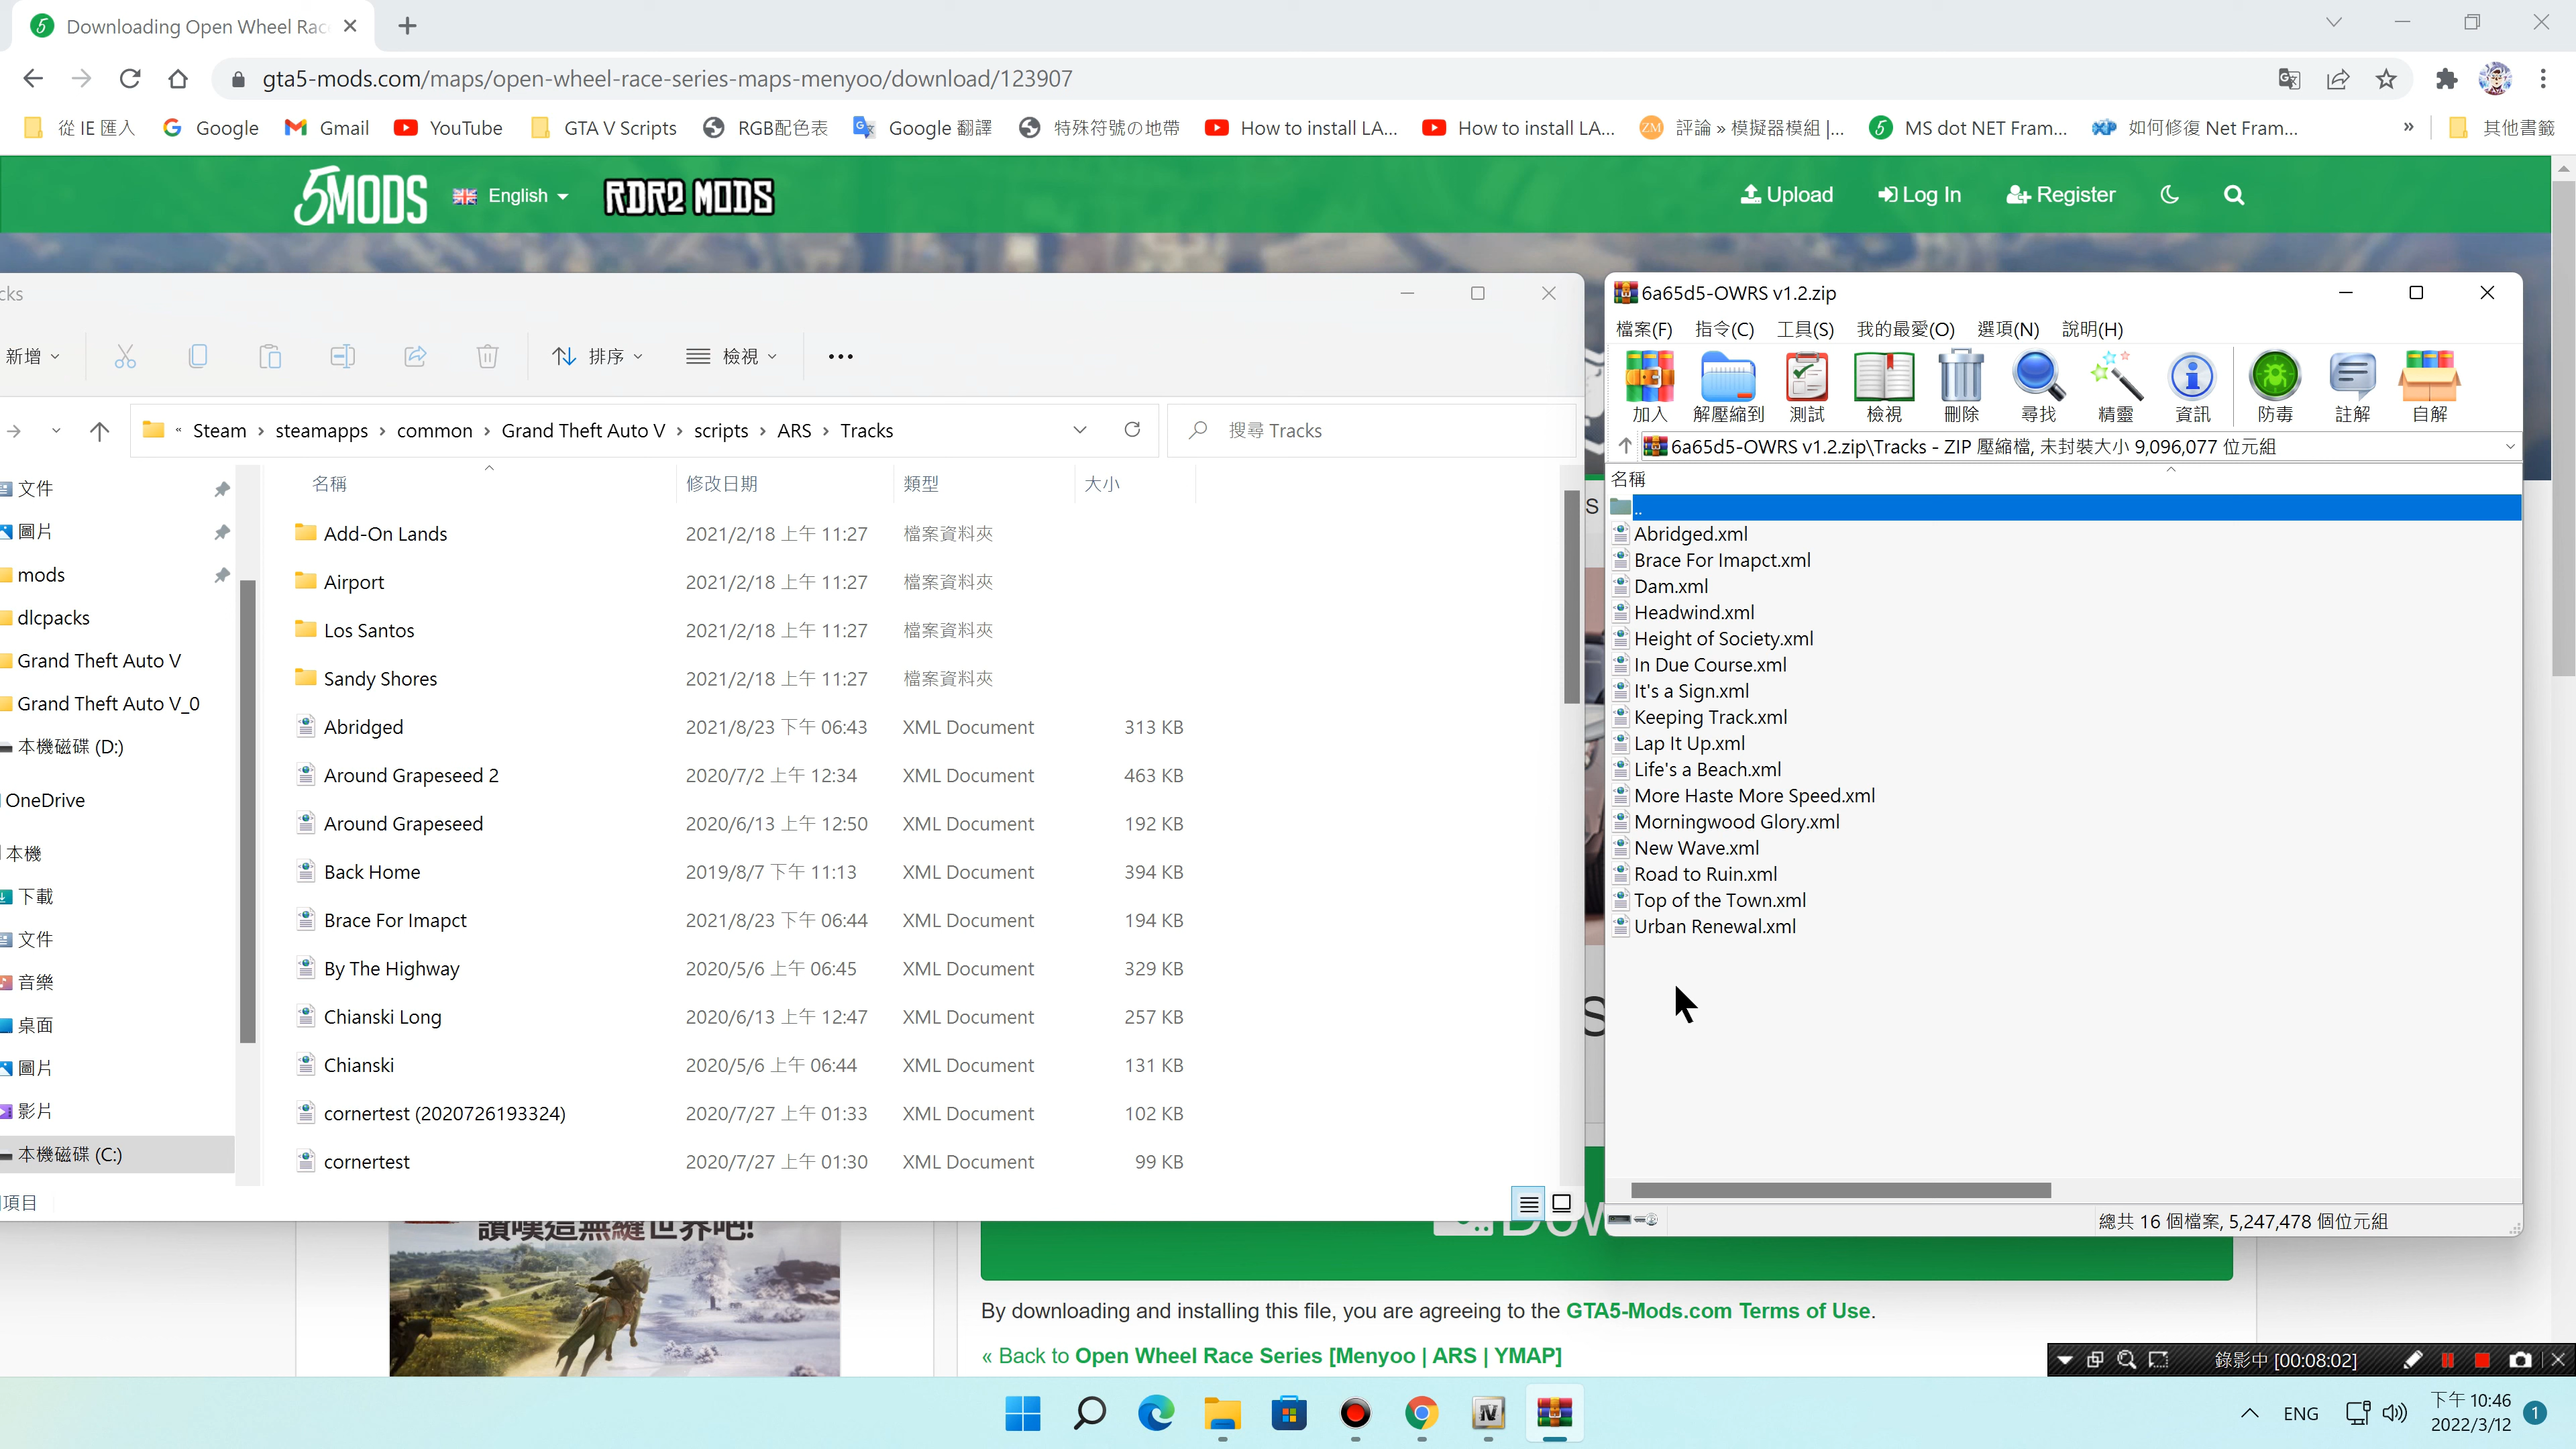 Downloading Open Wheel Rac
gta5-mods.com/maps/open-wheel-race-series-maps-menyoo/download/123907
從 IE 匯入 Google Gmail YouTube GTA V Scripts RGB配色表 Google 翻譯 特殊符號の地帶 How to install LA... How to install LA... 評論 » 模擬器模組 |... MS dot NET Fram... 如何修復 Net Fram... » 其他書籤
5MODS English RDR2 MODS Upload Log In Register
cks
新增 排序 檢視
« Steam › steamapps › common › Grand Theft Auto V › scripts › ARS › Tracks
搜尋 Tracks
文件
圖片
mods
dlcpacks
Grand Theft Auto V
Grand Theft Auto V_0
本機磁碟 (D:)
OneDrive
本機
下載
文件
音樂
桌面
圖片
影片
本機磁碟 (C:)
項目
名稱 修改日期 類型 大小
Add-On Lands 2021/2/18 上午 11:27 檔案資料夾
Airport 2021/2/18 上午 11:27 檔案資料夾
Los Santos 2021/2/18 上午 11:27 檔案資料夾
Sandy Shores 2021/2/18 上午 11:27 檔案資料夾
Abridged 2021/8/23 下午 06:43 XML Document 313 KB
Around Grapeseed 2 2020/7/2 上午 12:34 XML Document 463 KB
Around Grapeseed 2020/6/13 上午 12:50 XML Document 192 KB
Back Home 2019/8/7 下午 11:13 XML Document 394 KB
Brace For Imapct 2021/8/23 下午 06:44 XML Document 194 KB
By The Highway 2020/5/6 上午 06:45 XML Document 329 KB
Chianski Long 2020/6/13 上午 12:47 XML Document 257 KB
Chianski 2020/5/6 上午 06:44 XML Document 131 KB
cornertest (2020726193324) 2020/7/27 上午 01:33 XML Document 102 KB
cornertest 2020/7/27 上午 01:30 XML Document 99 KB
6a65d5-OWRS v1.2.zip
檔案(F) 指令(C) 工具(S) 我的最愛(O) 選項(N) 說明(H)
加入 解壓縮到 測試 檢視 刪除 尋找 精靈 資訊 防毒 註解 自解
6a65d5-OWRS v1.2.zip\Tracks - ZIP 壓縮檔, 未封裝大小 9,096,077 位元組
名稱
..
Abridged.xml
Brace For Imapct.xml
Dam.xml
Headwind.xml
Height of Society.xml
In Due Course.xml
It's a Sign.xml
Keeping Track.xml
Lap It Up.xml
Life's a Beach.xml
More Haste More Speed.xml
Morningwood Glory.xml
New Wave.xml
Road to Ruin.xml
Top of the Town.xml
Urban Renewal.xml
總共 16 個檔案, 5,247,478 個位元組
讚嘆這無縫世界吧!
By downloading and installing this file, you are agreeing to the GTA5-Mods.com Terms of Use.
« Back to Open Wheel Race Series [Menyoo | ARS | YMAP]
錄影中 [00:08:02]
ENG
下午 10:46
2022/3/12
1